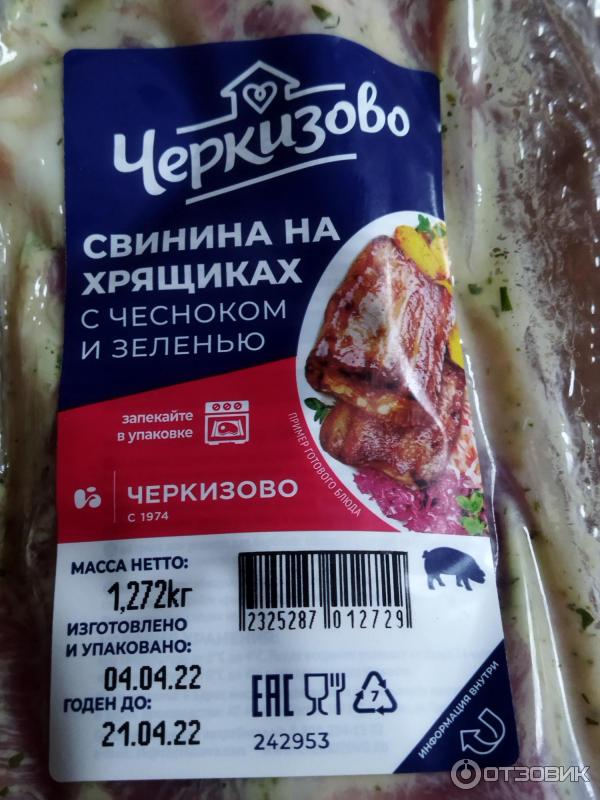 Черкизово
СВИНИНА НА
ХРЯЩИКАХ
С ЧЕСНОКОМ
И ЗЕЛЕНЬЮ
запекайте
в упаковке
ПРИМЕР ГОТОВОГО БЛЮДА
ЧЕРКИЗОВО
С 1974
МАССА НЕТТО:
1,272кг
ИЗГОТОВЛЕНО
И УПАКОВАНО:
04.04.22
ГОДЕН ДО:
21.04.22
2325287 012729
EAC
7
242953
ИНФОРМАЦИЯ ВНУТРИ
ОТЗОВИК